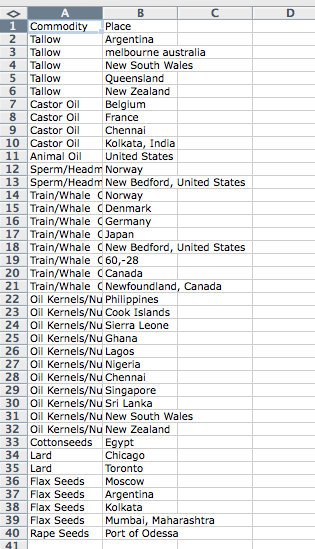 A B C D
1 Commodity Place
2 Tallow Argentina
3 Tallow melbourne australia
4 Tallow New South Wales
5 Tallow Queensland
6 Tallow New Zealand
7 Castor Oil Belgium
8 Castor Oil France
9 Castor Oil Chennai
10 Castor Oil Kolkata, India
11 Animal Oil United States
12 Sperm/Headm Norway
13 Sperm/Headm New Bedford, United States
14 Train/Whale C Norway
15 Train/Whale C Denmark
16 Train/Whale C Germany
17 Train/Whale C Japan
18 Train/Whale C New Bedford, United States
19 Train/Whale C 60,-28
20 Train/Whale C Canada
21 Train/Whale C Newfoundland, Canada
22 Oil Kernels/Nu Philippines
23 Oil Kernels/Nu Cook Islands
24 Oil Kernels/Nu Sierra Leone
25 Oil Kernels/Nu Ghana
26 Oil Kernels/Nu Lagos
27 Oil Kernels/Nu Nigeria
28 Oil Kernels/Nu Chennai
29 Oil Kernels/Nu Singapore
30 Oil Kernels/Nu Sri Lanka
31 Oil Kernels/Nu New South Wales
32 Oil Kernels/Nu New Zealand
33 Cottonseeds Egypt
34 Lard Chicago
35 Lard Toronto
36 Flax Seeds Moscow
37 Flax Seeds Argentina
38 Flax Seeds Kolkata
39 Flax Seeds Mumbai, Maharashtra
40 Rape Seeds Port of Odessa
41